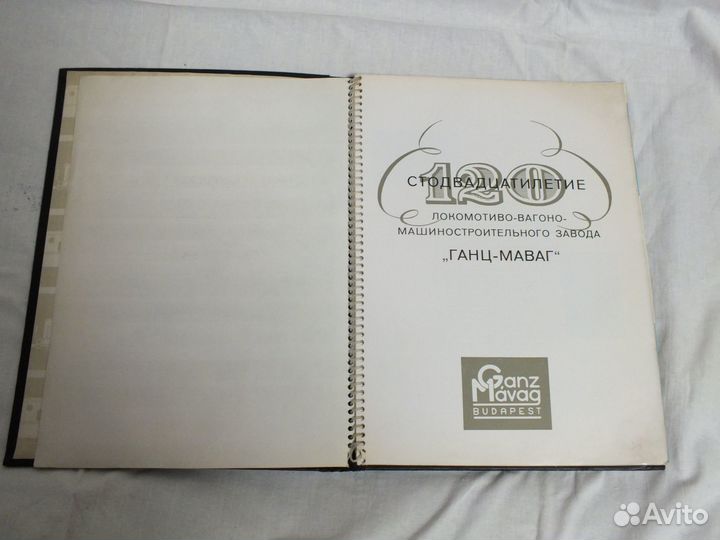 120
СТОДВАДЦАТИЛЕТИЕ
ЛОКОМОТИВО-ВАГОНО-
МАШИНОСТРОИТЕЛЬНОГО ЗАВОДА
„ГАНЦ-МАВАГ“
Ganz
Mávag
BUDAPEST
Avito